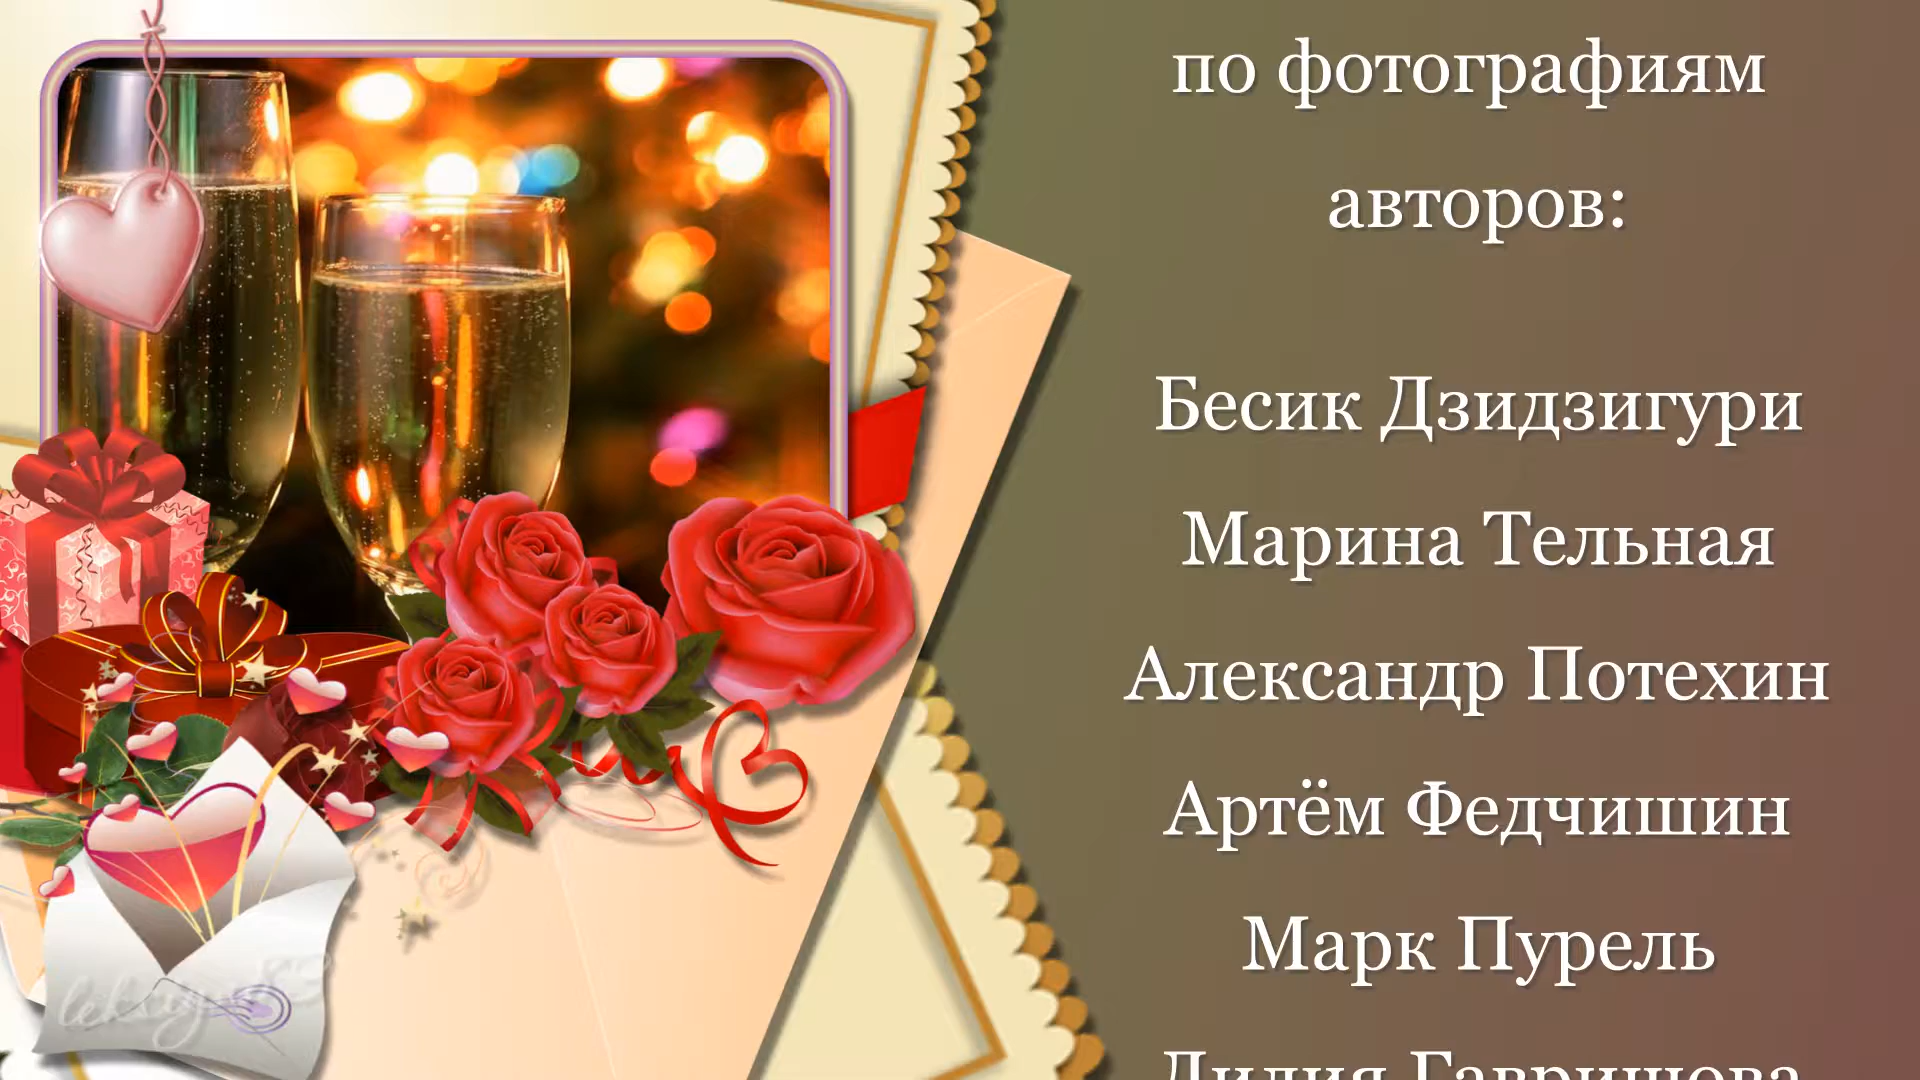 по фотографиям
авторов:
Бесик Дзидзигури
Марина Тельная
Александр Потехин
Артём Федчишин
Марк Пурель